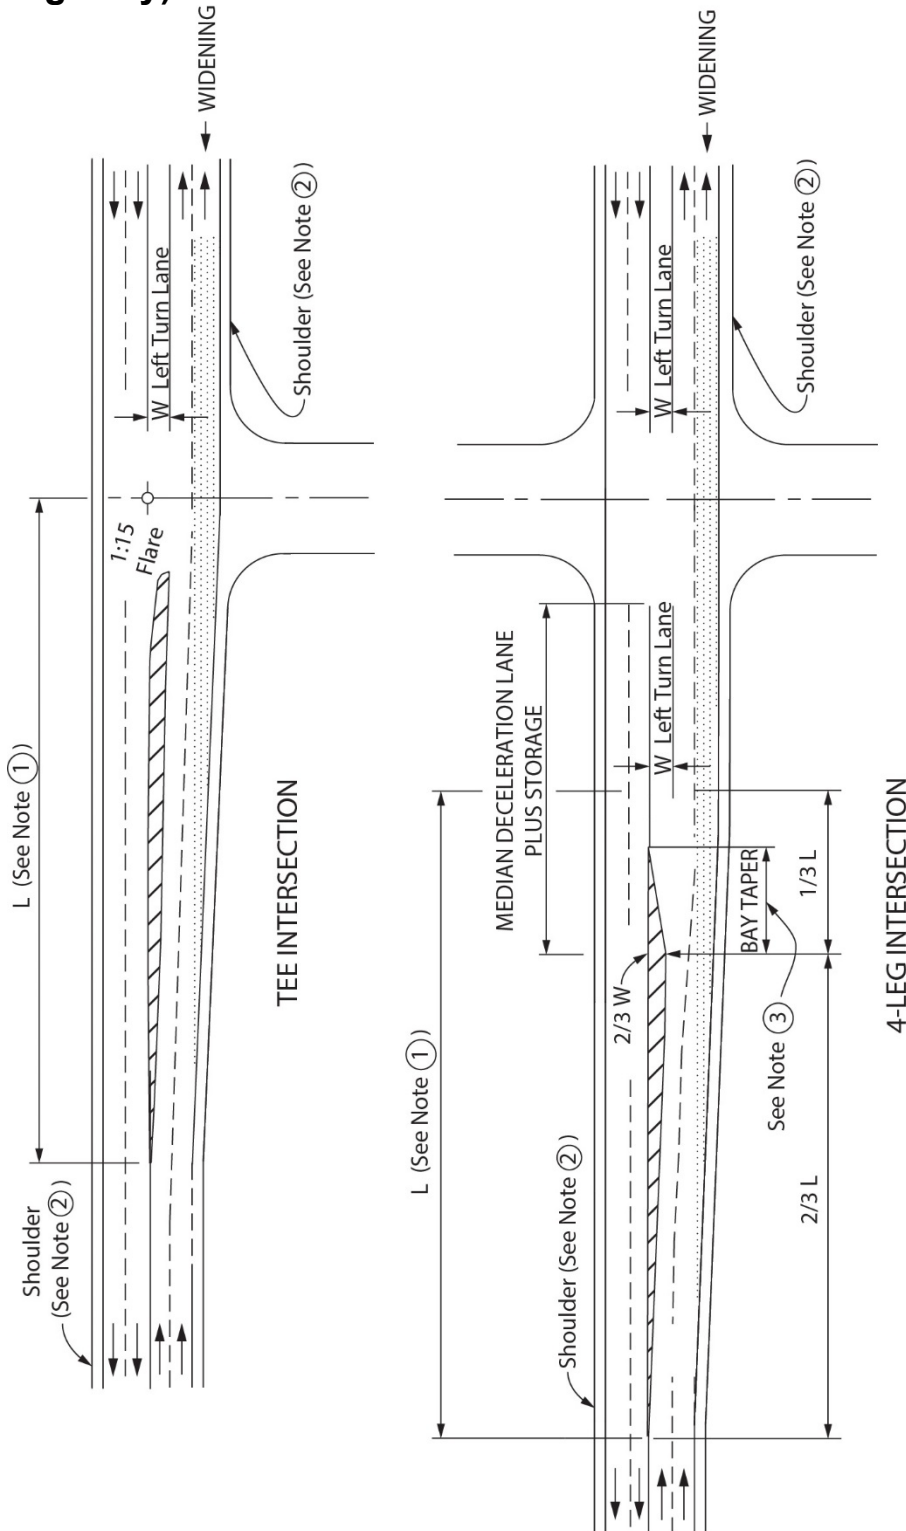 WIDENING
Shoulder (See Note ②)
W Left Turn Lane
1:15
Flare
L (See Note ①)
Shoulder
(See Note ②)
TEE INTERSECTION
WIDENING
Shoulder (See Note ②)
W Left Turn Lane
MEDIAN DECELERATION LANE
PLUS STORAGE
W Left Turn Lane
L (See Note ①)
2/3 W
BAY TAPER
1/3 L
See Note ③
Shoulder (See Note ②)
2/3 L
4-LEG INTERSECTION